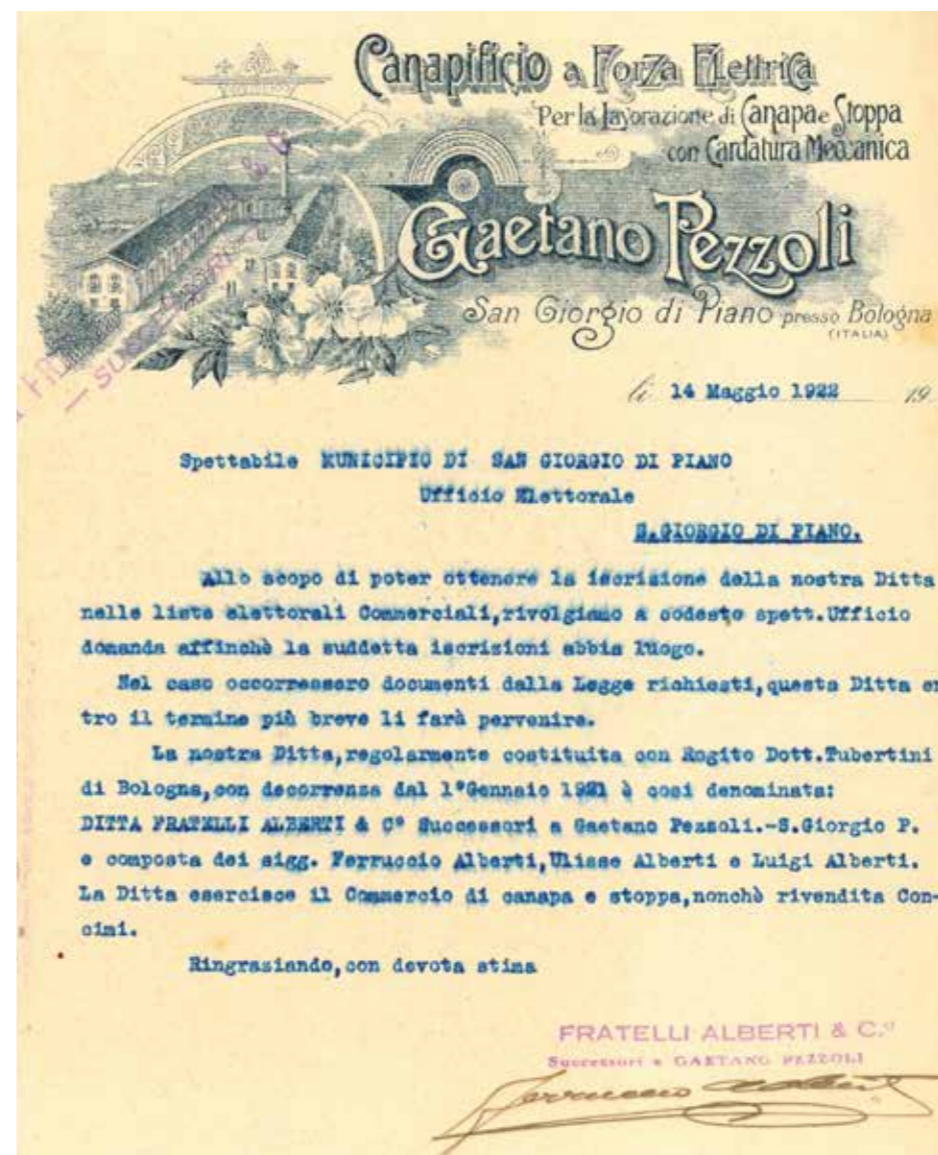 Canapificio a Forza Elettrica
Per la lavorazione di Canapa e Stoppa
con Cardatura Meccanica
Gaetano Pezzoli
San Giorgio di Piano presso Bologna
(ITALIA)
li 14 Maggio 1922 19
Spettabile MUNICIPIO DI SAN GIORGIO DI PIANO
Ufficio Elettorale
S.GIORGIO DI PIANO.
Allo scopo di poter ottenere la iscrizione della nostra Ditta
nelle liste elettorali Commerciali,rivolgiamo a codesto spett.Ufficio
domanda affinchè la suddetta iscrizioni abbia luogo.
Nel caso occorressero documenti dalla Legge richiesti,questa Ditta en
tro il termine più breve li farà pervenire.
La nostra Ditta,regolarmente costituita con Rogito Dott.Tubertini
di Bologna,con decorrenza dal 1°Gennaio 1921 è cosi denominata:
DITTA FRATELLI ALBERTI & C° Successori a Gaetano Pezzoli.-S.Giorgio P.
e composta dei sigg. Ferruccio Alberti,Ulisse Alberti e Luigi Alberti.
La Ditta esercisce il Commercio di canapa e stoppa,nonchè rivendita Con-
cimi.
Ringraziando,con devota stima
FRATELLI ALBERTI & C.º
Successori a GAETANO PEZZOLI
Ferruccio Alberti